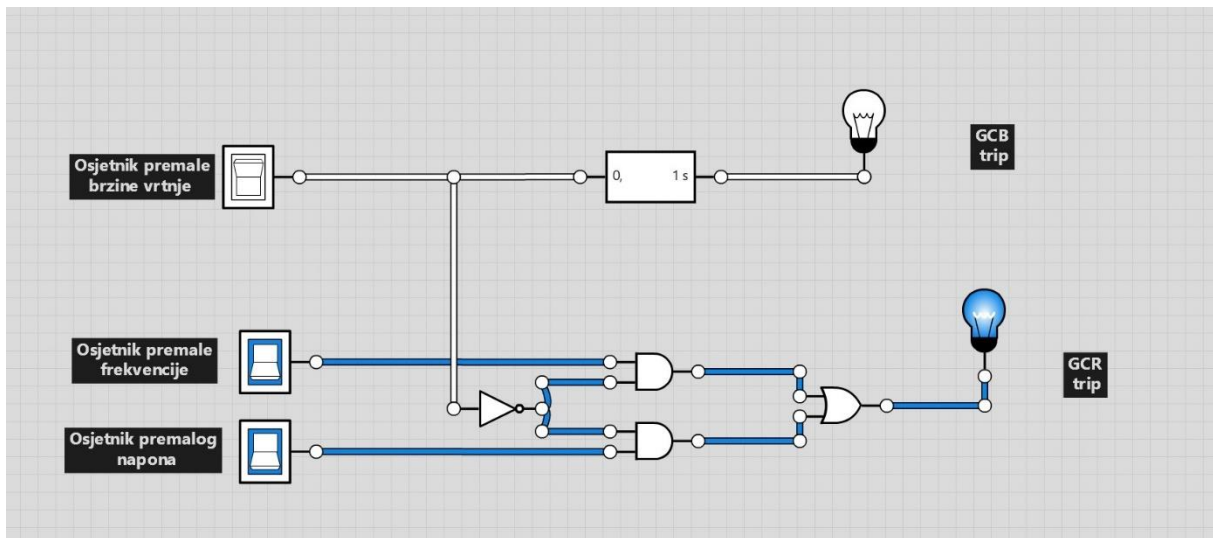 Osjetnik premale
brzine vrtnje
0, 1 s
GCB
trip
Osjetnik premale
frekvencije
GCR
trip
Osjetnik premalog
napona